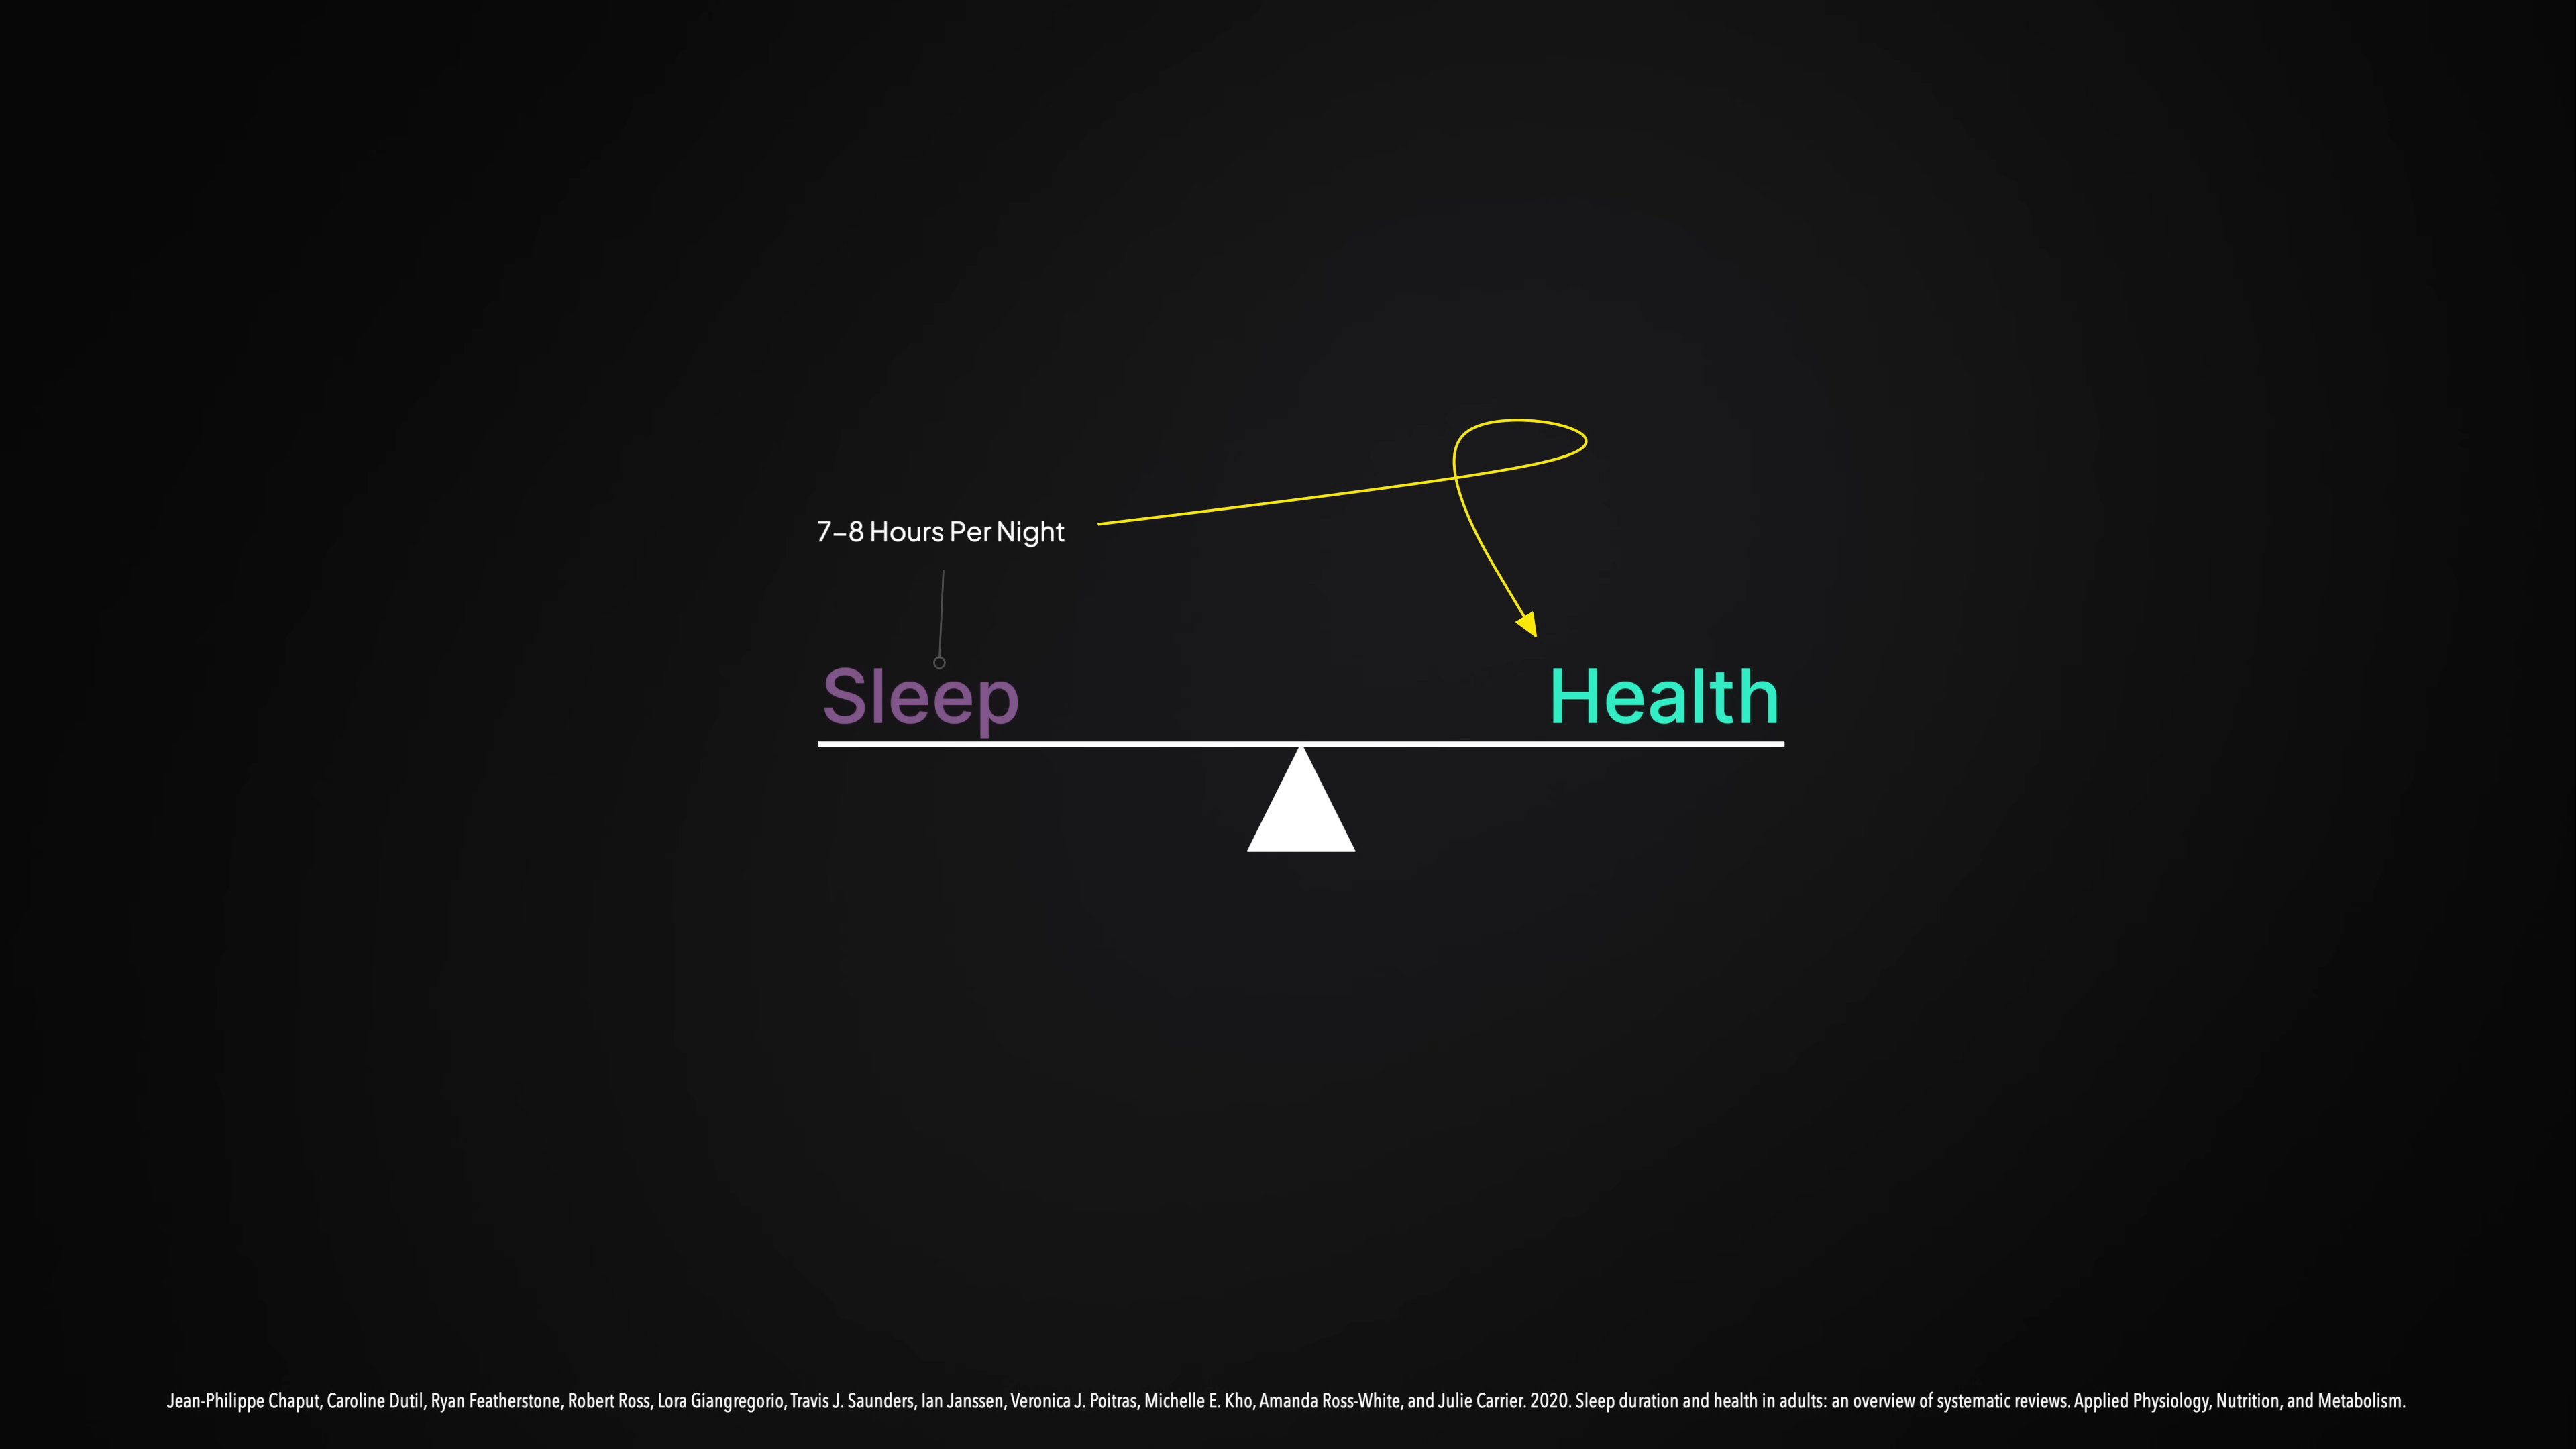 7–8 Hours Per Night
Sleep
Health
Jean-Philippe Chaput, Caroline Dutil, Ryan Featherstone, Robert Ross, Lora Giangregorio, Travis J. Saunders, Ian Janssen, Veronica J. Poitras, Michelle E. Kho, Amanda Ross-White, and Julie Carrier. 2020. Sleep duration and health in adults: an overview of systematic reviews. Applied Physiology, Nutrition, and Metabolism.